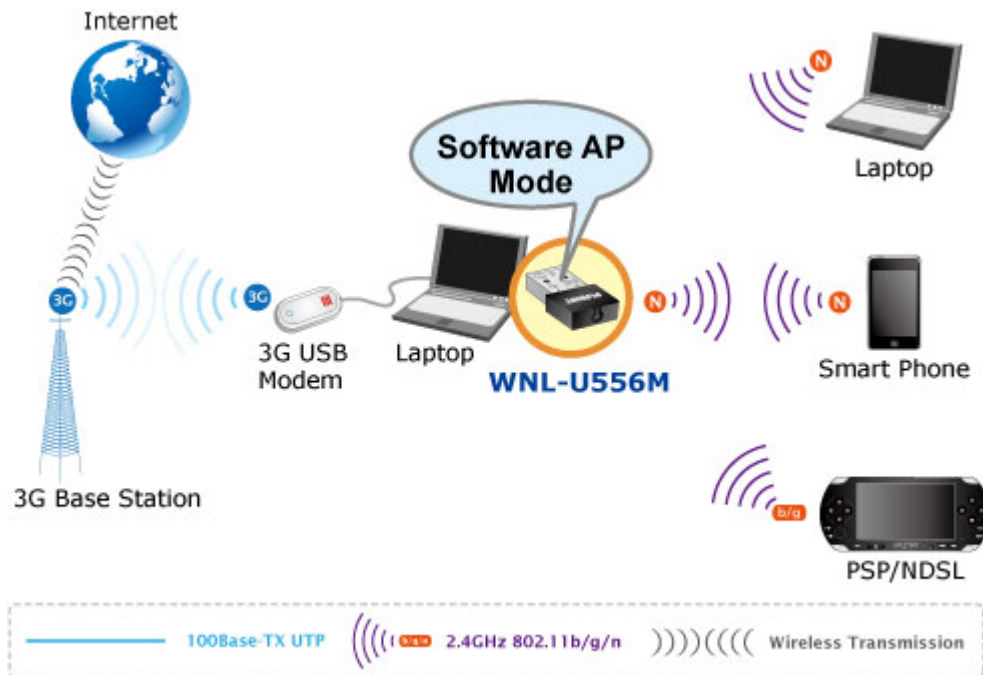 Internet
3G
3G
3G USB
Modem
Laptop
Software AP
Mode
PLANET
WNL-U556M
N
N
Laptop
N
Smart Phone
b/g
PSP/NDSL
3G Base Station
100Base-TX UTP
b/g/n
2.4GHz 802.11b/g/n
Wireless Transmission